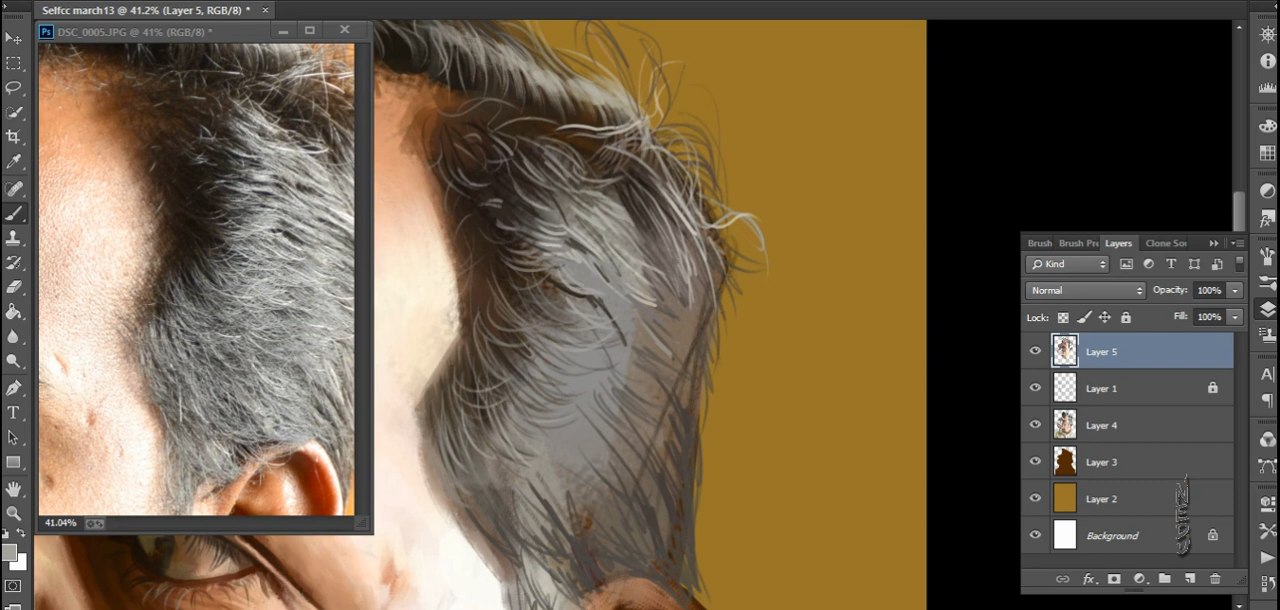 Selfcc march13 @ 41.2% (Layer 5, RGB/8) * ×
Ps DSC_0005.JPG @ 41% (RGB/8) *
41.04%
Brush Brush Pre Layers Clone Sou
Kind
Normal Opacity: 100%
Lock: Fill: 100%
Layer 5
Layer 1
Layer 4
Layer 3
Layer 2
Background